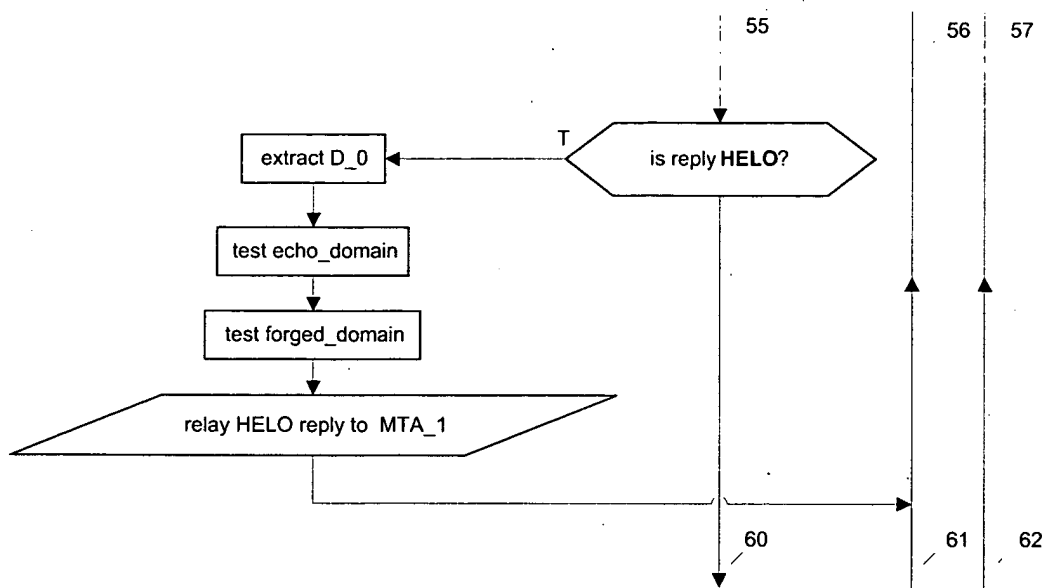 55
56
57
T
is reply HELO?
extract D_0
test echo_domain
test forged_domain
relay HELO reply to MTA_1
60
61
62